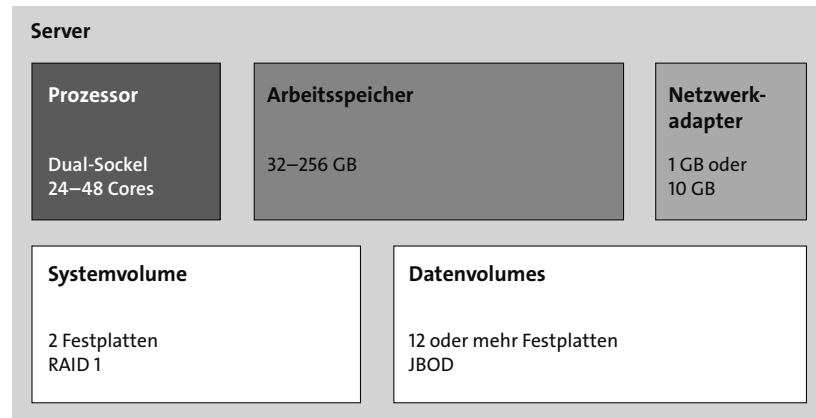 Server
Prozessor
Dual-Sockel
24–48 Cores
Arbeitsspeicher
32–256 GB
Netzwerk-
adapter
1 GB oder
10 GB
Systemvolume
2 Festplatten
RAID 1
Datenvolumes
12 oder mehr Festplatten
JBOD